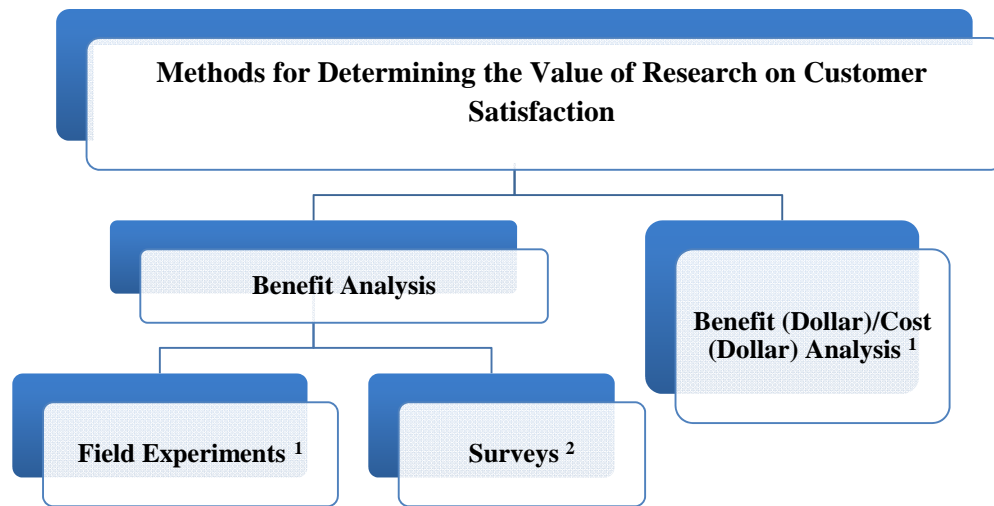 Methods for Determining the Value of Research on Customer
Satisfaction
Benefit Analysis
Benefit (Dollar)/Cost
(Dollar) Analysis ¹
Field Experiments ¹
Surveys ²